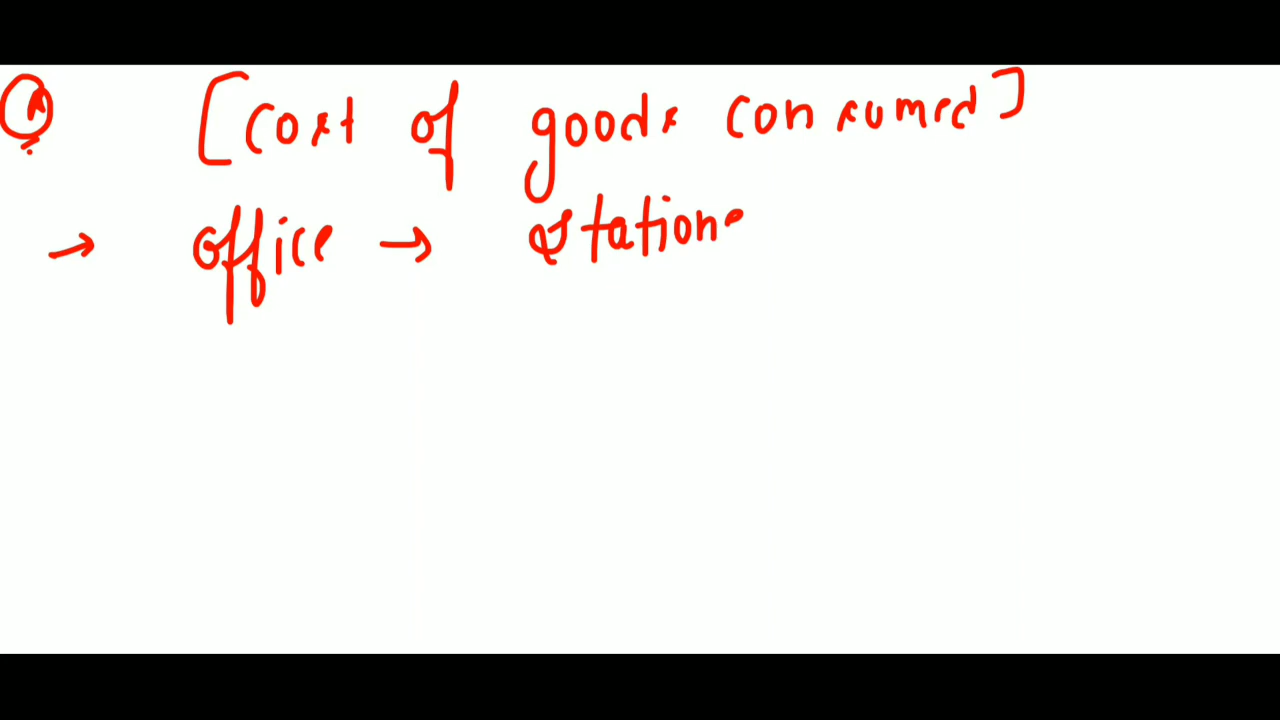 [Cost of goods consumed]
→ office → statione